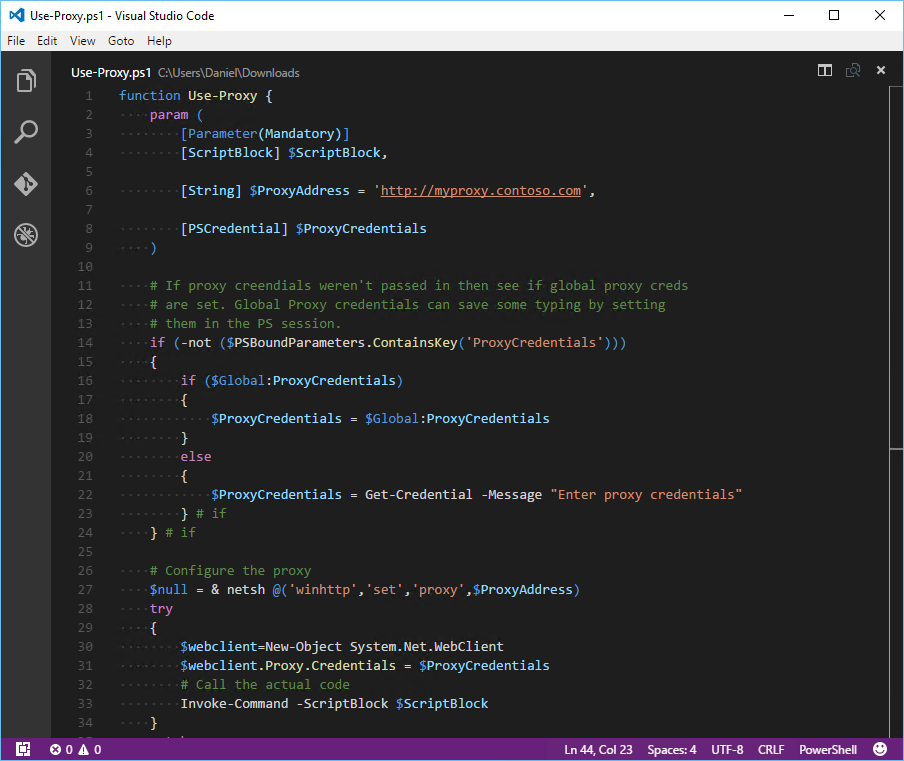 Use-Proxy.ps1 - Visual Studio Code
File Edit View Goto Help
Use-Proxy.ps1 C:\Users\Daniel\Downloads
1 function Use-Proxy {
2 param (
3 [Parameter(Mandatory)]
4 [ScriptBlock] $ScriptBlock,
5
6 [String] $ProxyAddress = 'http://myproxy.contoso.com',
7
8 [PSCredential] $ProxyCredentials
9 )
10
11 # If proxy creendials weren't passed in then see if global proxy creds
12 # are set. Global Proxy credentials can save some typing by setting
13 # them in the PS session.
14 if (-not ($PSBoundParameters.ContainsKey('ProxyCredentials')))
15 {
16 if ($Global:ProxyCredentials)
17 {
18 $ProxyCredentials = $Global:ProxyCredentials
19 }
20 else
21 {
22 $ProxyCredentials = Get-Credential -Message "Enter proxy credentials"
23 } # if
24 } # if
25
26 # Configure the proxy
27 $null = & netsh @('winhttp','set','proxy',$ProxyAddress)
28 try
29 {
30 $webclient=New-Object System.Net.WebClient
31 $webclient.Proxy.Credentials = $ProxyCredentials
32 # Call the actual code
33 Invoke-Command -ScriptBlock $ScriptBlock
34 }
0 0 Ln 44, Col 23 Spaces: 4 UTF-8 CRLF PowerShell